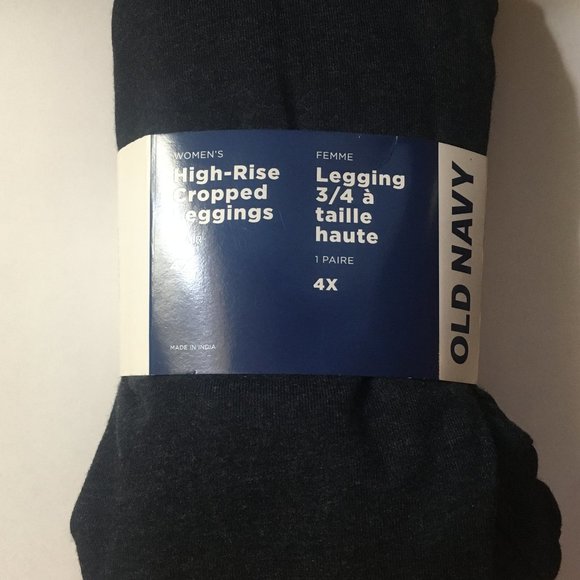 WOMEN'S
High-Rise
Cropped
Leggings
FEMME
Legging
3/4 à
taille
haute
1 PAIRE
4X
MADE IN INDIA
OLD NAVY